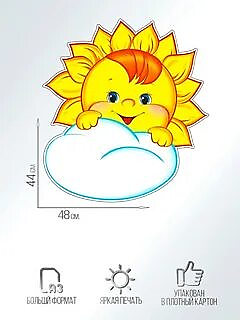 44 СМ.
48 СМ.
А3
БОЛЬШОЙ ФОРМАТ
ЯРКАЯ ПЕЧАТЬ
УПАКОВАН
В ПЛОТНЫЙ КАРТОН